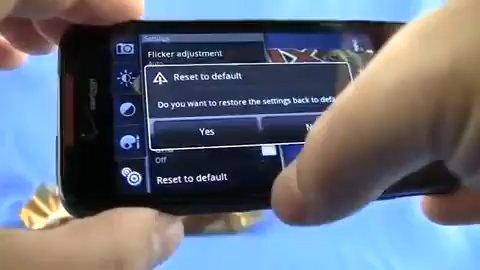 Settings
Flicker adjustment
Auto
Reset to default
Do you want to restore the settings back to
Yes
Off
Reset to default